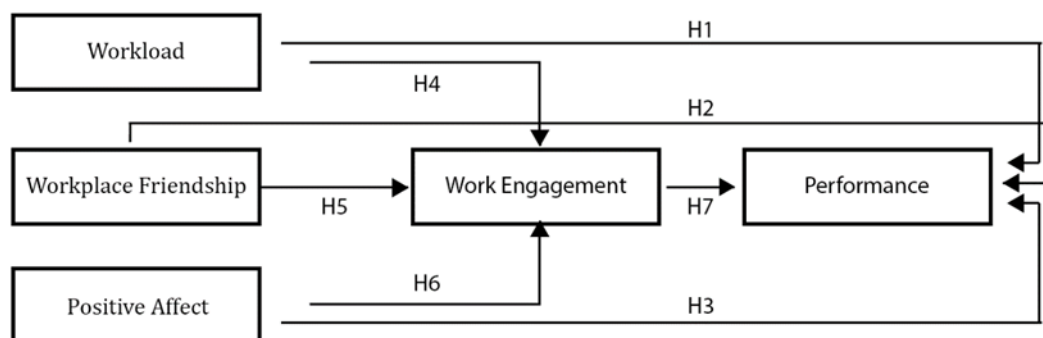 H1
Workload
H4
H2
Workplace Friendship
Work Engagement
Performance
H5
H7
H6
Positive Affect
H3